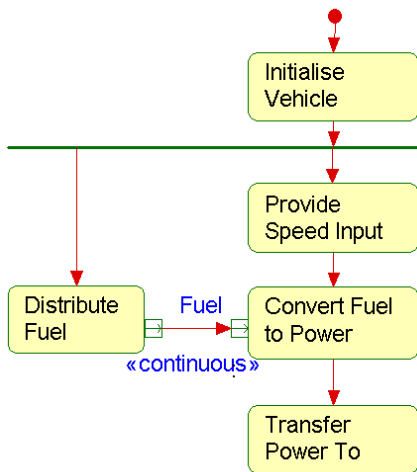 Initialise
Vehicle
Provide
Speed Input
Distribute
Fuel
Fuel
«continuous»
Convert Fuel
to Power
Transfer
Power To